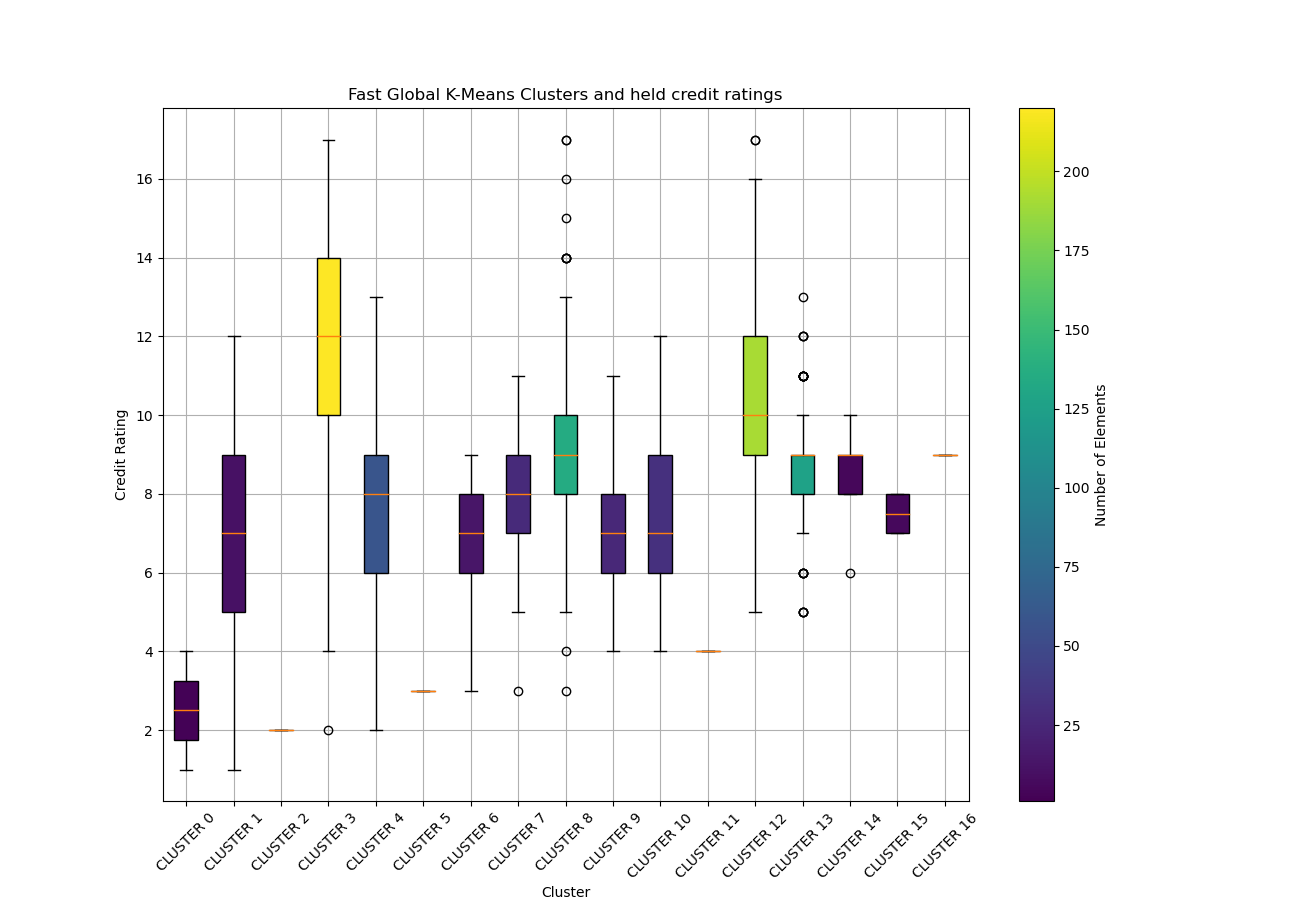 Fast Global K-Means Clusters and held credit ratings
Credit Rating
16
14
12
10
8
6
4
2
CLUSTER 0
CLUSTER 1
CLUSTER 2
CLUSTER 3
CLUSTER 4
CLUSTER 5
CLUSTER 6
CLUSTER 7
CLUSTER 8
CLUSTER 9
CLUSTER 10
CLUSTER 11
CLUSTER 12
CLUSTER 13
CLUSTER 14
CLUSTER 15
CLUSTER 16
Cluster
200
175
150
125
100
75
50
25
Number of Elements